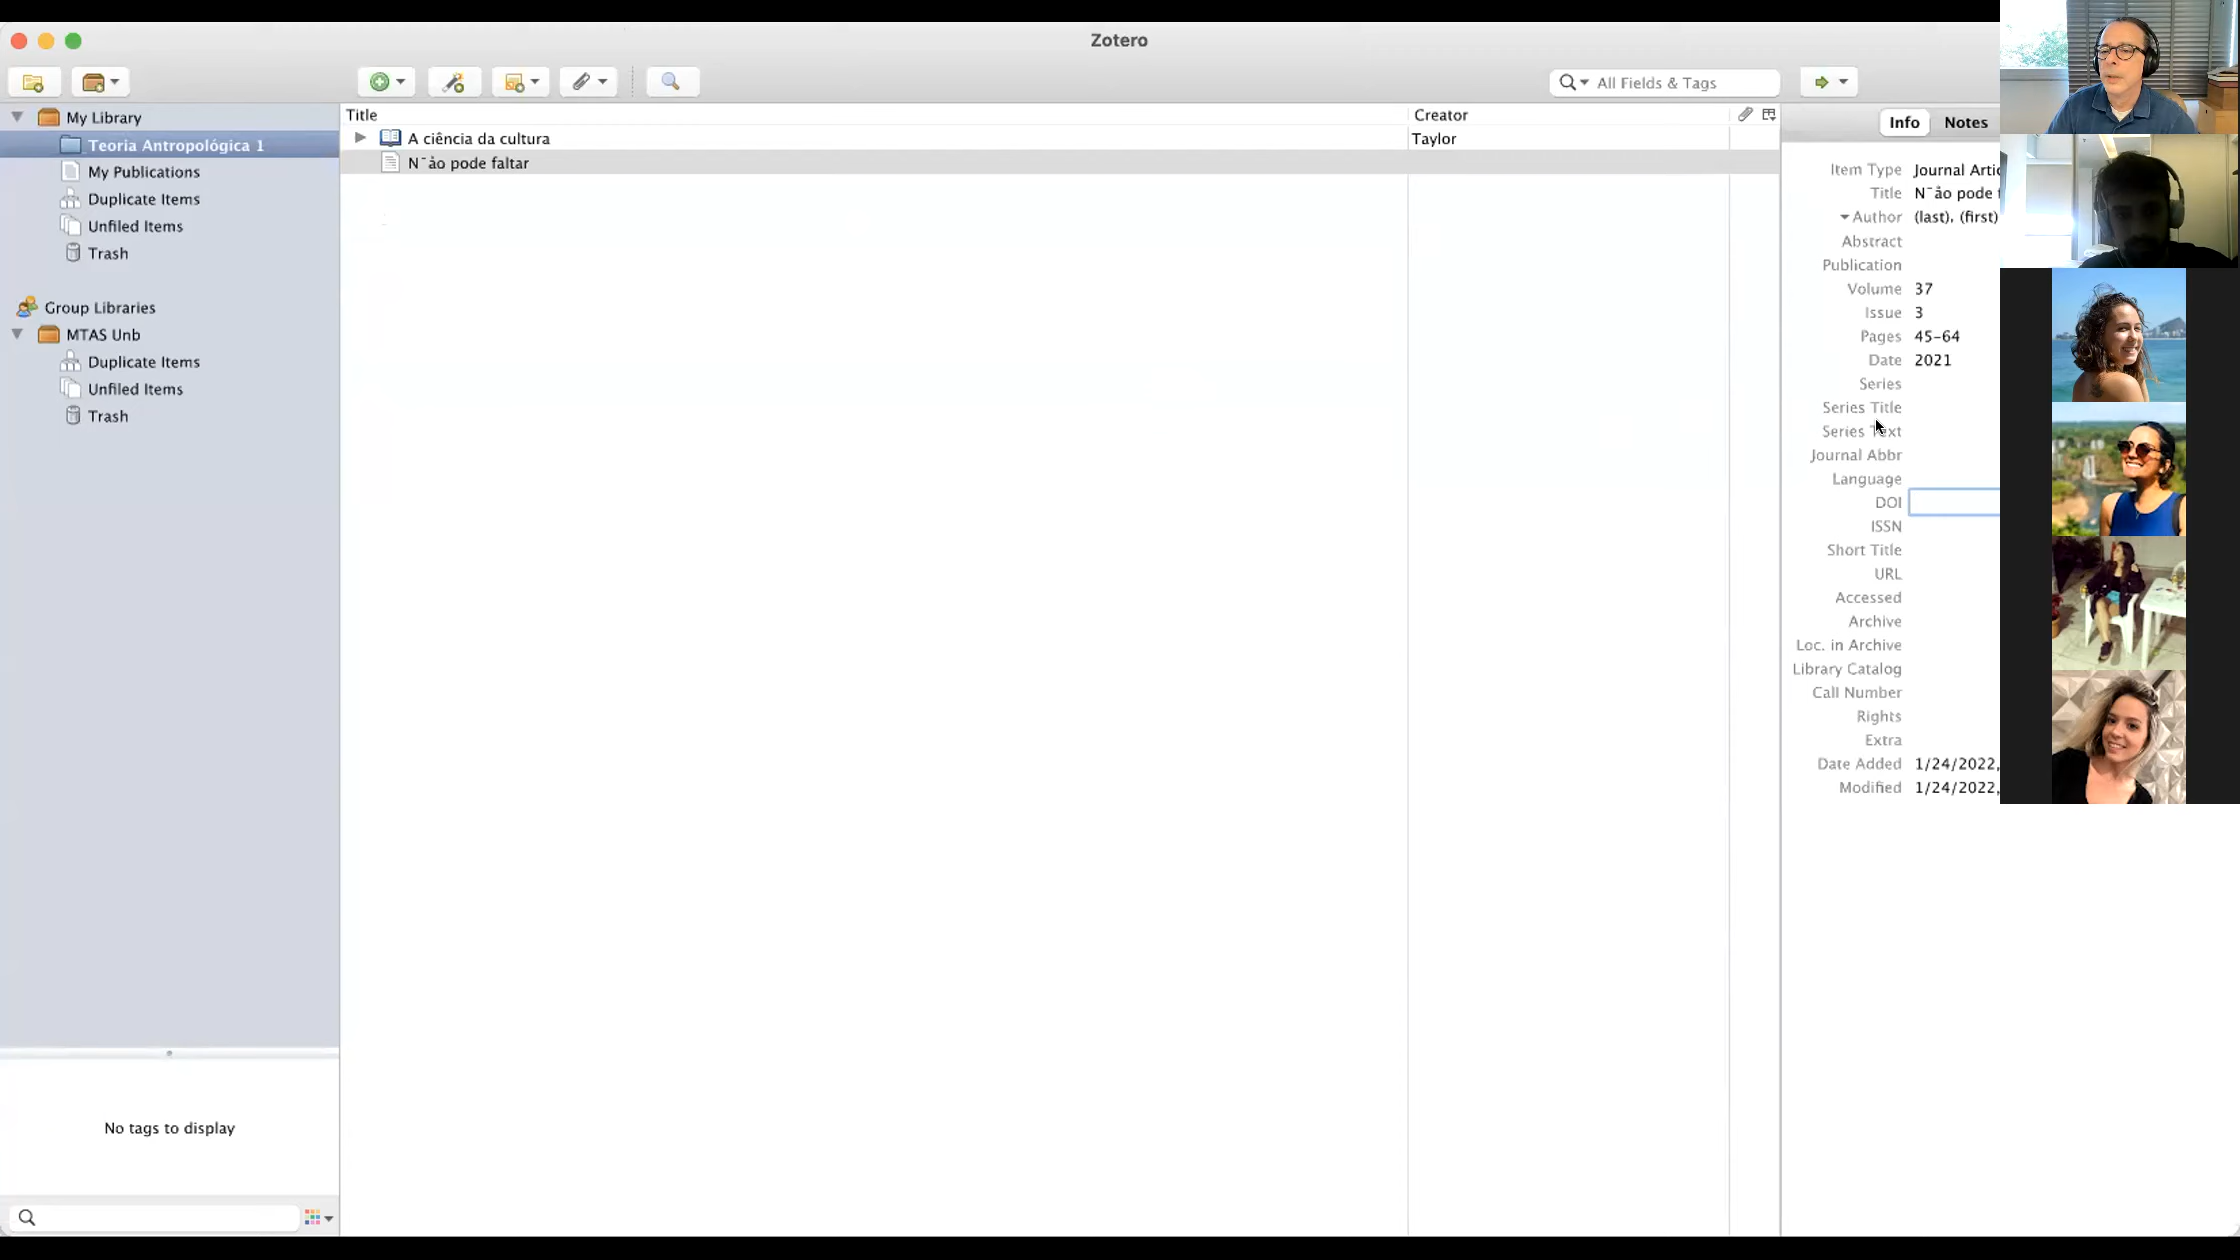 Zotero
All Fields & Tags
My Library
Teoria Antropológica 1
My Publications
Duplicate Items
Unfiled Items
Trash
Group Libraries
MTAS Unb
Duplicate Items
Unfiled Items
Trash
No tags to display
Title
Creator
A ciência da cultura
Taylor
N¯ão pode faltar
Info
Notes
Item Type Journal Artic
Title N¯ão pode f
Author (last), (first)
Abstract
Publication
Volume 37
Issue 3
Pages 45-64
Date 2021
Series
Series Title
Series Text
Journal Abbr
Language
DOI
ISSN
Short Title
URL
Accessed
Archive
Loc. in Archive
Library Catalog
Call Number
Rights
Extra
Date Added 1/24/2022,
Modified 1/24/2022,